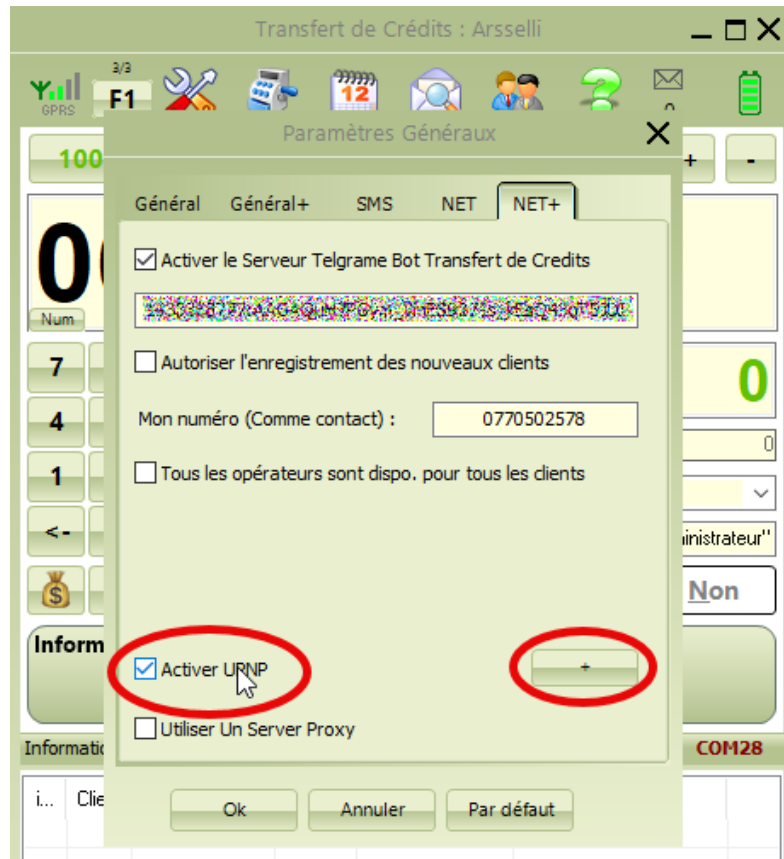 Transfert de Crédits : Arsselli
3/3
F1
GPRS
12
Paramètres Généraux
100
+
-
Général Général+ SMS NET NET+
Activer le Serveur Telgrame Bot Transfert de Credits
Num
Autoriser l'enregistrement des nouveaux clients
7
0
Mon numéro (Comme contact) : 0770502578
4
0
Tous les opérateurs sont dispo. pour tous les clients
1
<-
inistrateur"
Non
Inform
Activer UPNP
+
Utiliser Un Server Proxy
Informatio
COM28
i... Clie
Ok Annuler Par défaut